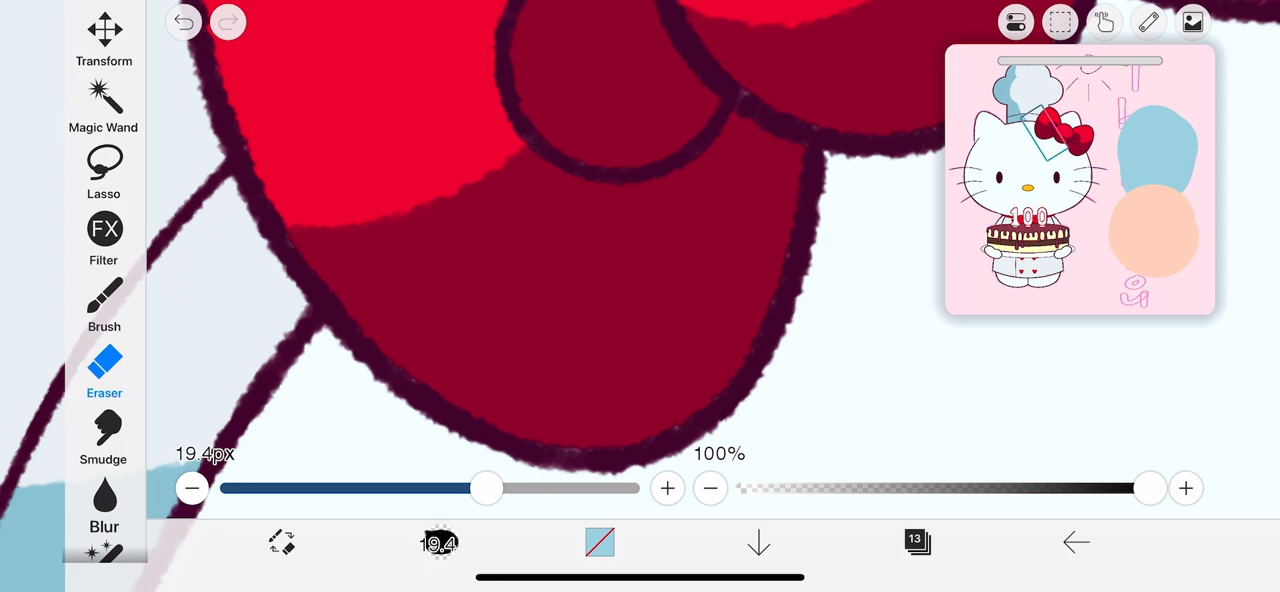 Transform
Magic Wand
Lasso
FX
Filter
Brush
Eraser
Smudge
Blur
100
19.4px
100%
19.4
13